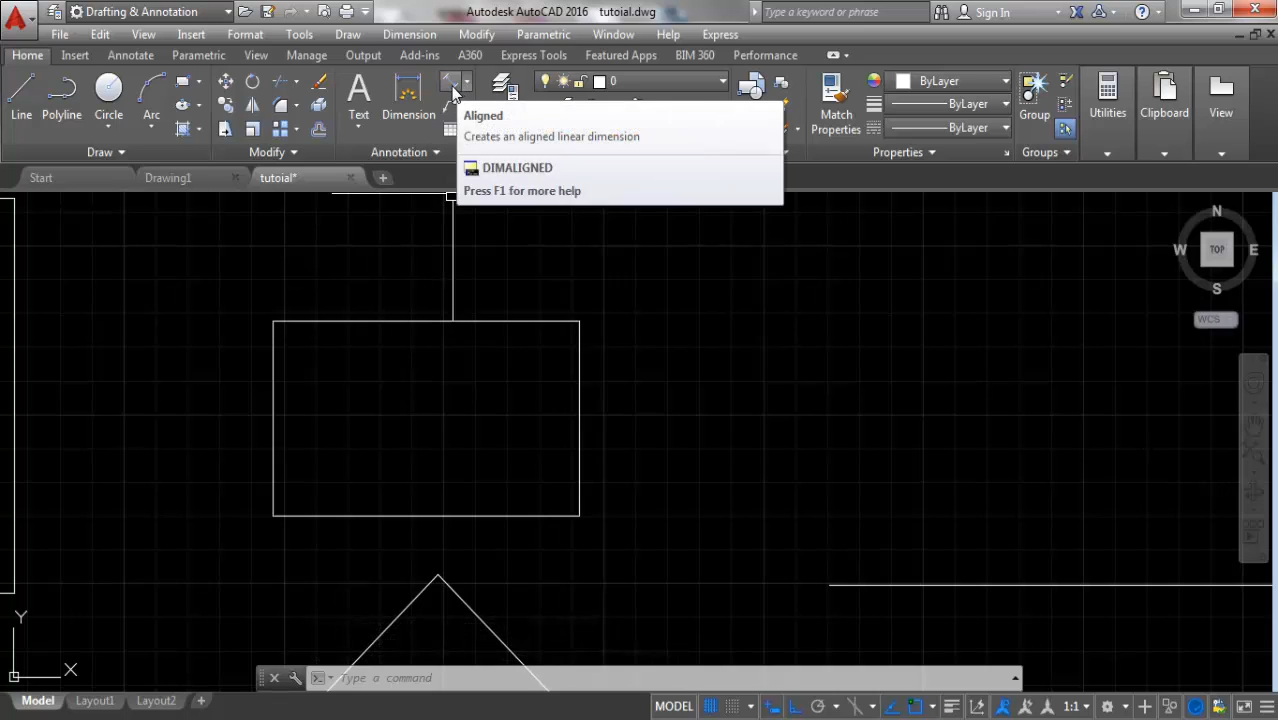 Drafting & Annotation
Autodesk AutoCAD 2016 tutoial.dwg
Type a keyword or phrase
Sign In
File Edit View Insert Format Tools Draw Dimension Modify Parametric Window Help Express
Home Insert Annotate Parametric View Manage Output Add-ins A360 Express Tools Featured Apps BIM 360 Performance
Line Polyline Circle Arc
Text Dimension
0
Match
Properties
ByLayer
ByLayer
ByLayer
Group
Utilities
Clipboard
View
Draw
Modify
Annotation
Properties
Groups
Aligned
Creates an aligned linear dimension
DIMALIGNED
Press F1 for more help
Start Drawing1 tutoial*
N
W TOP E
S
WCS
Y
X
Type a command
Model Layout1 Layout2
MODEL
1:1